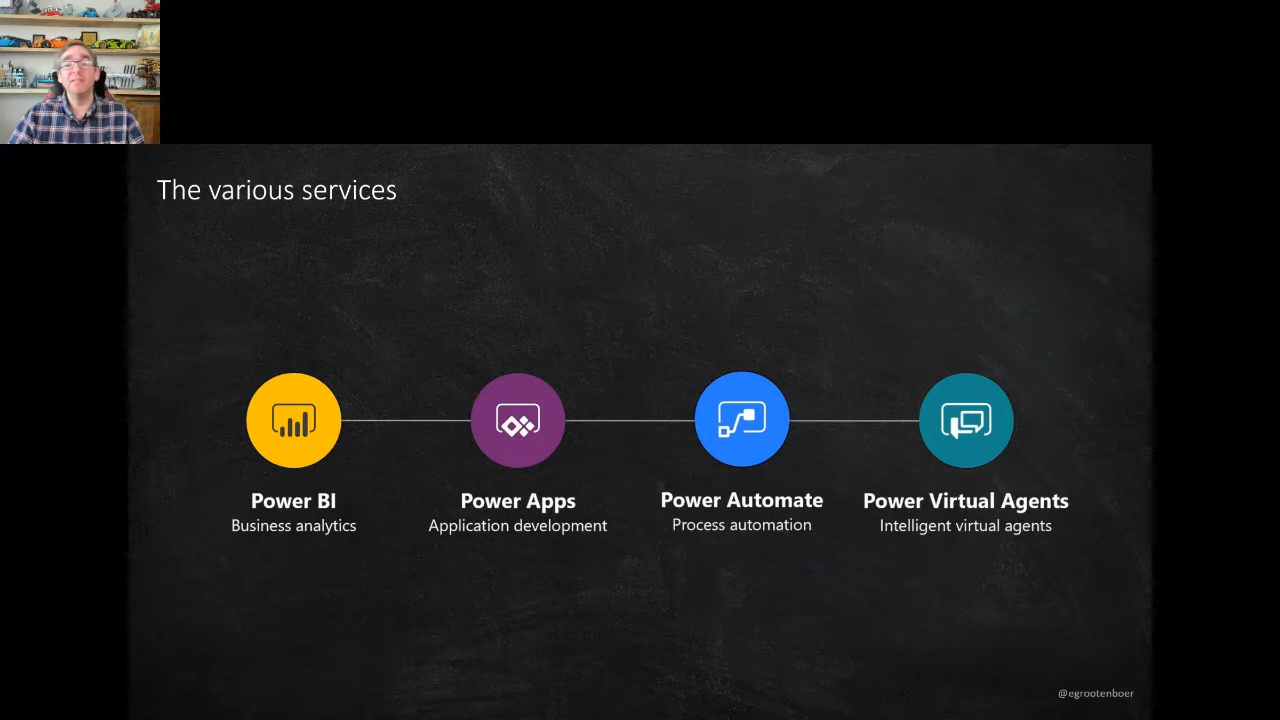 The various services
Power BI
Business analytics
Power Apps
Application development
Power Automate
Process automation
Power Virtual Agents
Intelligent virtual agents
@egrootenboer